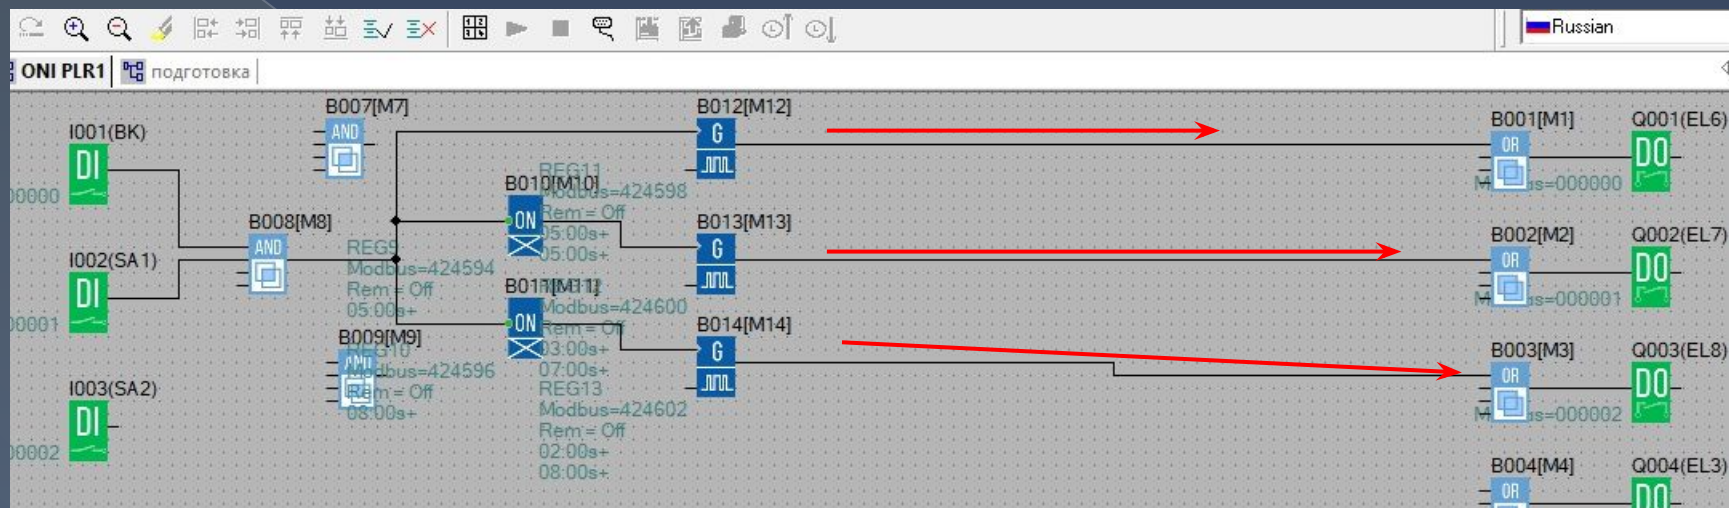 Russian
ONI PLR1 подготовка
I001(BK)
DI
000000
I002(SA1)
DI
00001
I003(SA2)
DI
00002
B007[M7]
AND
B008[M8]
AND
REG9
Modbus=424594
Rem = Off
05:00s+
B009[M9]
REG10
Modbus=424596
Rem = Off
08:00s+
B010[M10]
ON
REG11
Modbus=424598
Rem = Off
05:00s+
05:00s+
ON
Modbus=424600
Rem = Off
03:00s+
07:00s+
REG13
Modbus=424602
Rem = Off
02:00s+
08:00s+
B012[M12]
G
B013[M13]
G
B014[M14]
G
B001[M1]
OR
Q001(EL6)
DO
B002[M2]
OR
Q002(EL7)
DO
B003[M3]
OR
Q003(EL8)
DO
B004[M4]
OR
Q004(EL3)
DO